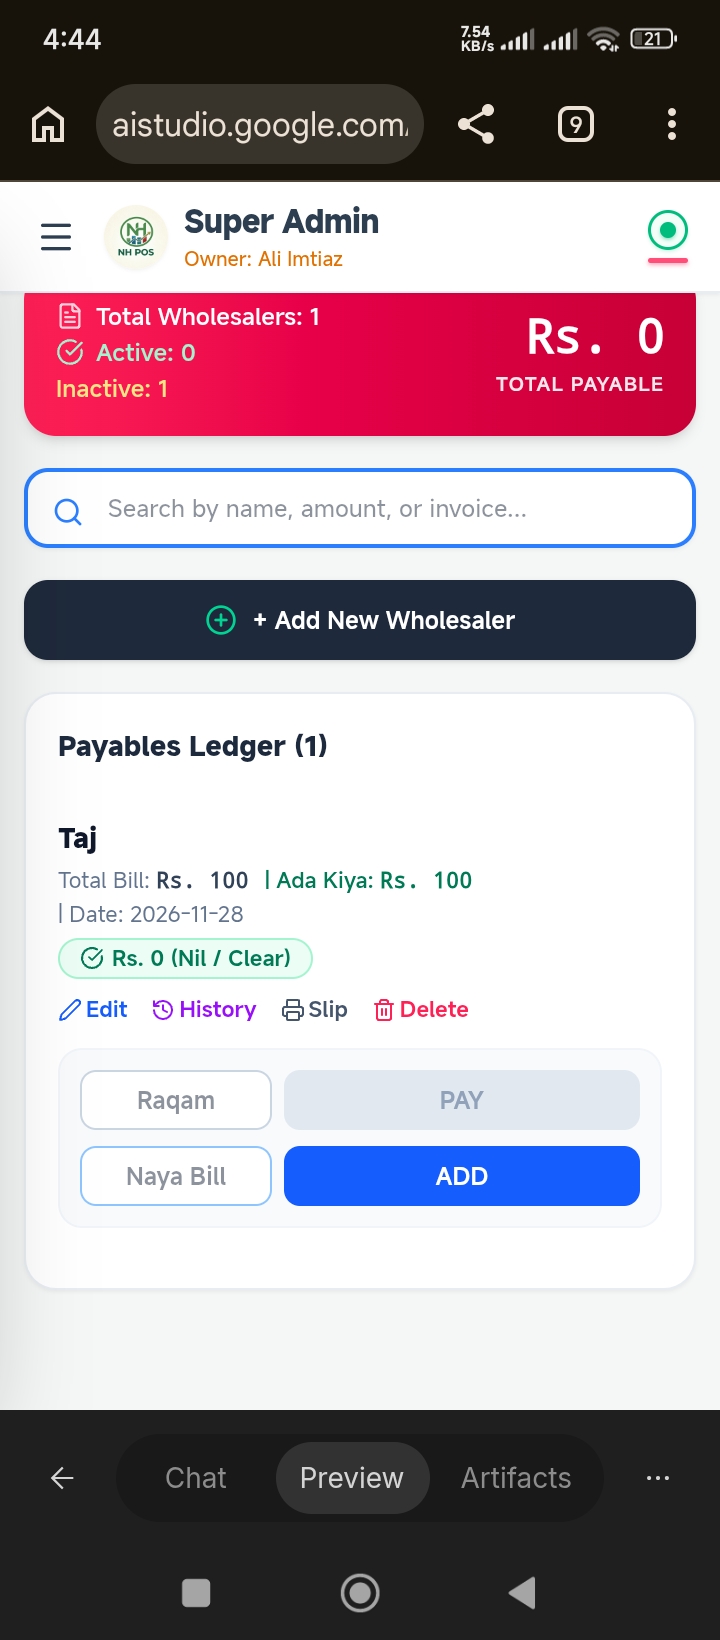 4:44
7.54
KB/s
21
aistudio.google.com/
9
NH
NH POS
Super Admin
Owner: Ali Imtiaz
Total Wholesalers: 1
Active: 0
Inactive: 1
Rs. 0
TOTAL PAYABLE
Search by name, amount, or invoice...
+ Add New Wholesaler
Payables Ledger (1)
Taj
Total Bill: Rs. 100 | Ada Kiya: Rs. 100
| Date: 2026-11-28
Rs. 0 (Nil / Clear)
Edit History Slip Delete
Raqam PAY
Naya Bill ADD
Chat Preview Artifacts